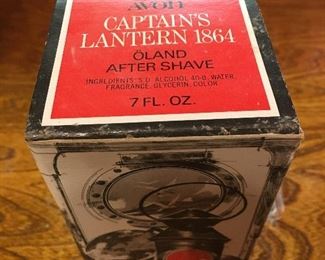 AVON
CAPTAIN'S
LANTERN 1864
ÖLAND
AFTER SHAVE
INGREDIENTS: S.D. ALCOHOL 40-B, WATER,
FRAGRANCE, GLYCERIN, COLOR
7 FL. OZ.